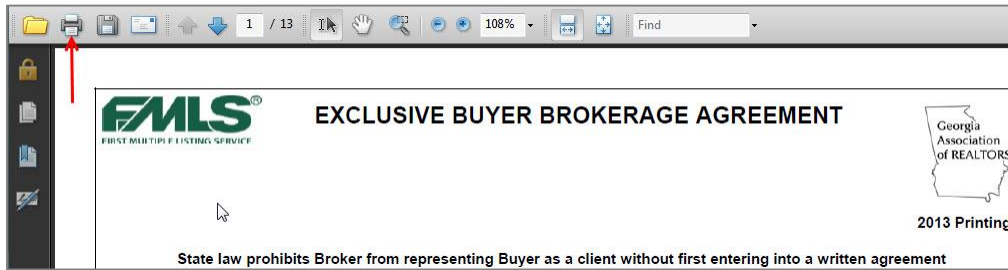 1 / 13 108% Find
FMLS®
FIRST MULTIPLE LISTING SERVICE
EXCLUSIVE BUYER BROKERAGE AGREEMENT
Georgia
Association
of REALTORS
2013 Printing
State law prohibits Broker from representing Buyer as a client without first entering into a written agreement